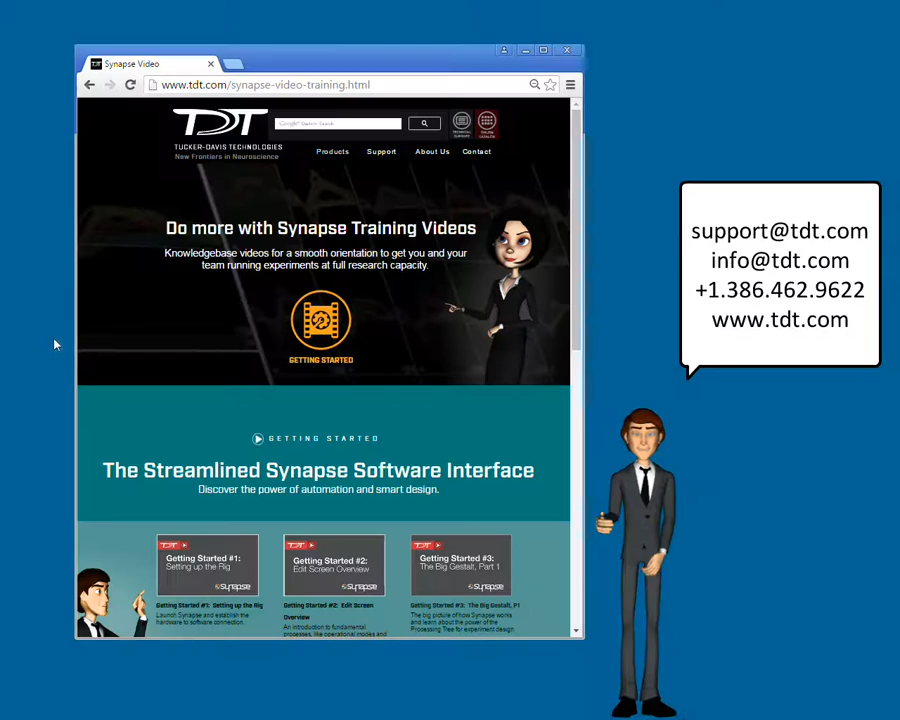 Synapse Video
www.tdt.com/synapse-video-training.html
TDT
TUCKER-DAVIS TECHNOLOGIES
New Frontiers in Neuroscience
Products Support About Us Contact
Do more with Synapse Training Videos
Knowledgebase videos for a smooth orientation to get you and your
team running experiments at full research capacity.
GETTING STARTED
GETTING STARTED
The Streamlined Synapse Software Interface
Discover the power of automation and smart design.
Getting Started #1:
Setting up the Rig
synapse
Getting Started #1: Setting up the Rig
Launch Synapse and establish the
hardware to software connection.
Getting Started #2:
Edit Screen Overview
synapse
Getting Started #2: Edit Screen
Overview
An introduction to fundamental
processes, like operational modes and
Getting Started #3:
The Big Gestalt, Part 1
synapse
Getting Started #3: The Big Gestalt, P1
The big picture of how Synapse works
and learn about the power of the
Processing Tree for experiment design.
support@tdt.com
info@tdt.com
+1.386.462.9622
www.tdt.com